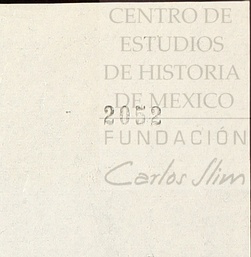 CENTRO DE
ESTUDIOS
DE HISTORIA
DE MEXICO
2052
FUNDACIÓN
Carlos Slim